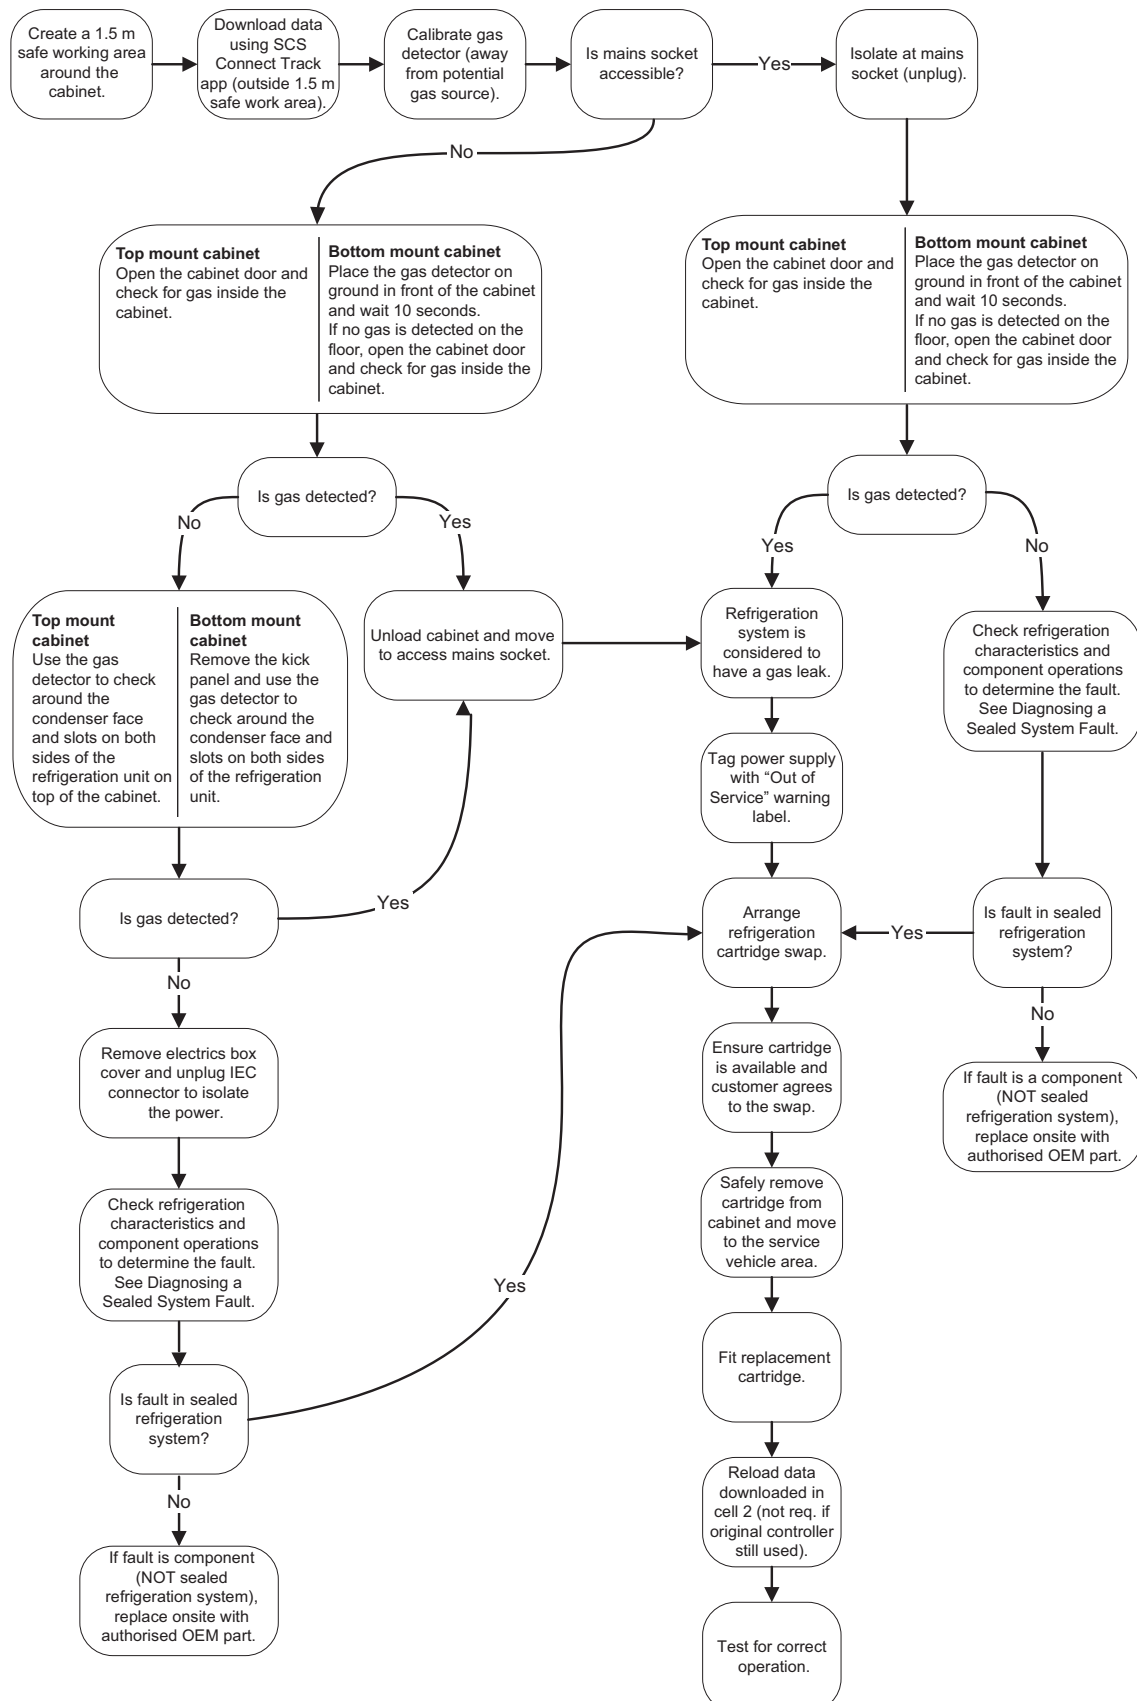 Create a 1.5 m
safe working area
around the
cabinet.
Download data
using SCS
Connect Track
app (outside 1.5 m
safe work area).
Calibrate gas
detector (away
from potential
gas source).
Is mains socket
accessible?
Yes
Isolate at mains
socket (unplug).
No
Top mount cabinet
Open the cabinet door and
check for gas inside the
cabinet.
Bottom mount cabinet
Place the gas detector on
ground in front of the cabinet
and wait 10 seconds.
If no gas is detected on the
floor, open the cabinet door
and check for gas inside the
cabinet.
Top mount cabinet
Open the cabinet door and
check for gas inside the
cabinet.
Bottom mount cabinet
Place the gas detector on
ground in front of the cabinet
and wait 10 seconds.
If no gas is detected on the
floor, open the cabinet door
and check for gas inside the
cabinet.
Is gas detected?
No
Yes
Is gas detected?
Yes
No
Top mount
cabinet
Use the gas
detector to check
around the
condenser face
and slots on both
sides of the
refrigeration unit on
top of the cabinet.
Bottom mount
cabinet
Remove the kick
panel and use the
gas detector to
check around the
condenser face and
slots on both sides
of the refrigeration
unit.
Unload cabinet and move
to access mains socket.
Refrigeration
system is
considered to
have a gas leak.
Check refrigeration
characteristics and
component operations
to determine the fault.
See Diagnosing a
Sealed System Fault.
Tag power supply
with “Out of
Service” warning
label.
Is gas detected?
Yes
Arrange
refrigeration
cartridge swap.
Yes
Is fault in sealed
refrigeration
system?
No
No
Remove electrics box
cover and unplug IEC
connector to isolate
the power.
Ensure cartridge
is available and
customer agrees
to the swap.
If fault is a component
(NOT sealed
refrigeration system),
replace onsite with
authorised OEM part.
Check refrigeration
characteristics and
component operations
to determine the fault.
See Diagnosing a
Sealed System Fault.
Safely remove
cartridge from
cabinet and move
to the service
vehicle area.
Yes
Fit replacement
cartridge.
Is fault in sealed
refrigeration
system?
No
Reload data
downloaded in
cell 2 (not req. if
original controller
still used).
If fault is component
(NOT sealed
refrigeration system),
replace onsite with
authorised OEM part.
Test for correct
operation.